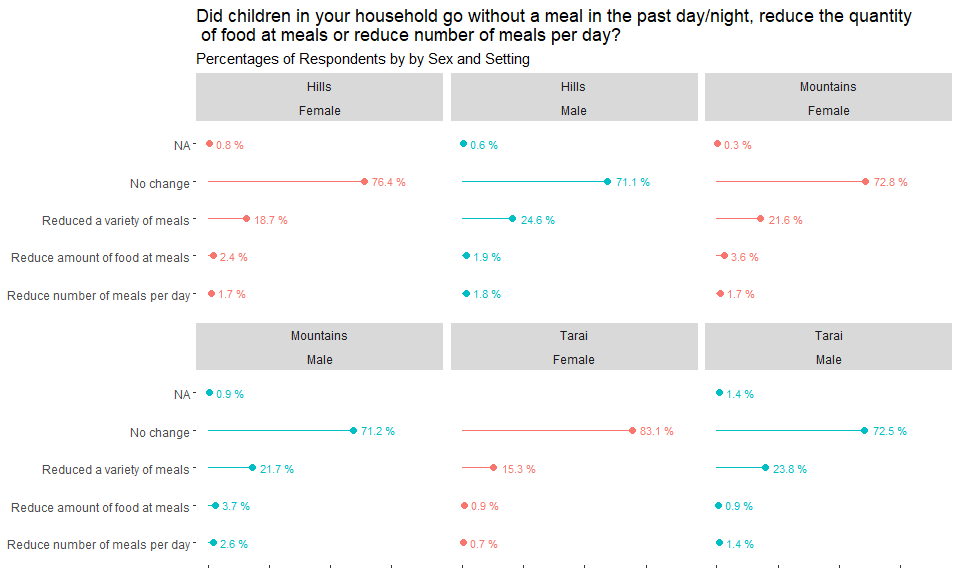 Did children in your household go without a meal in the past day/night, reduce the quantity
of food at meals or reduce number of meals per day?
Percentages of Respondents by by Sex and Setting
Hills Hills Mountains
Female Male Female
NA 0.8 % 0.6 % 0.3 %
No change 76.4 % 71.1 % 72.8 %
Reduced a variety of meals 18.7 % 24.6 % 21.6 %
Reduce amount of food at meals 2.4 % 1.9 % 3.6 %
Reduce number of meals per day 1.7 % 1.8 % 1.7 %
Mountains Tarai Tarai
Male Female Male
NA 0.9 % 1.4 %
No change 71.2 % 83.1 % 72.5 %
Reduced a variety of meals 21.7 % 15.3 % 23.8 %
Reduce amount of food at meals 3.7 % 0.9 % 0.9 %
Reduce number of meals per day 2.6 % 0.7 % 1.4 %